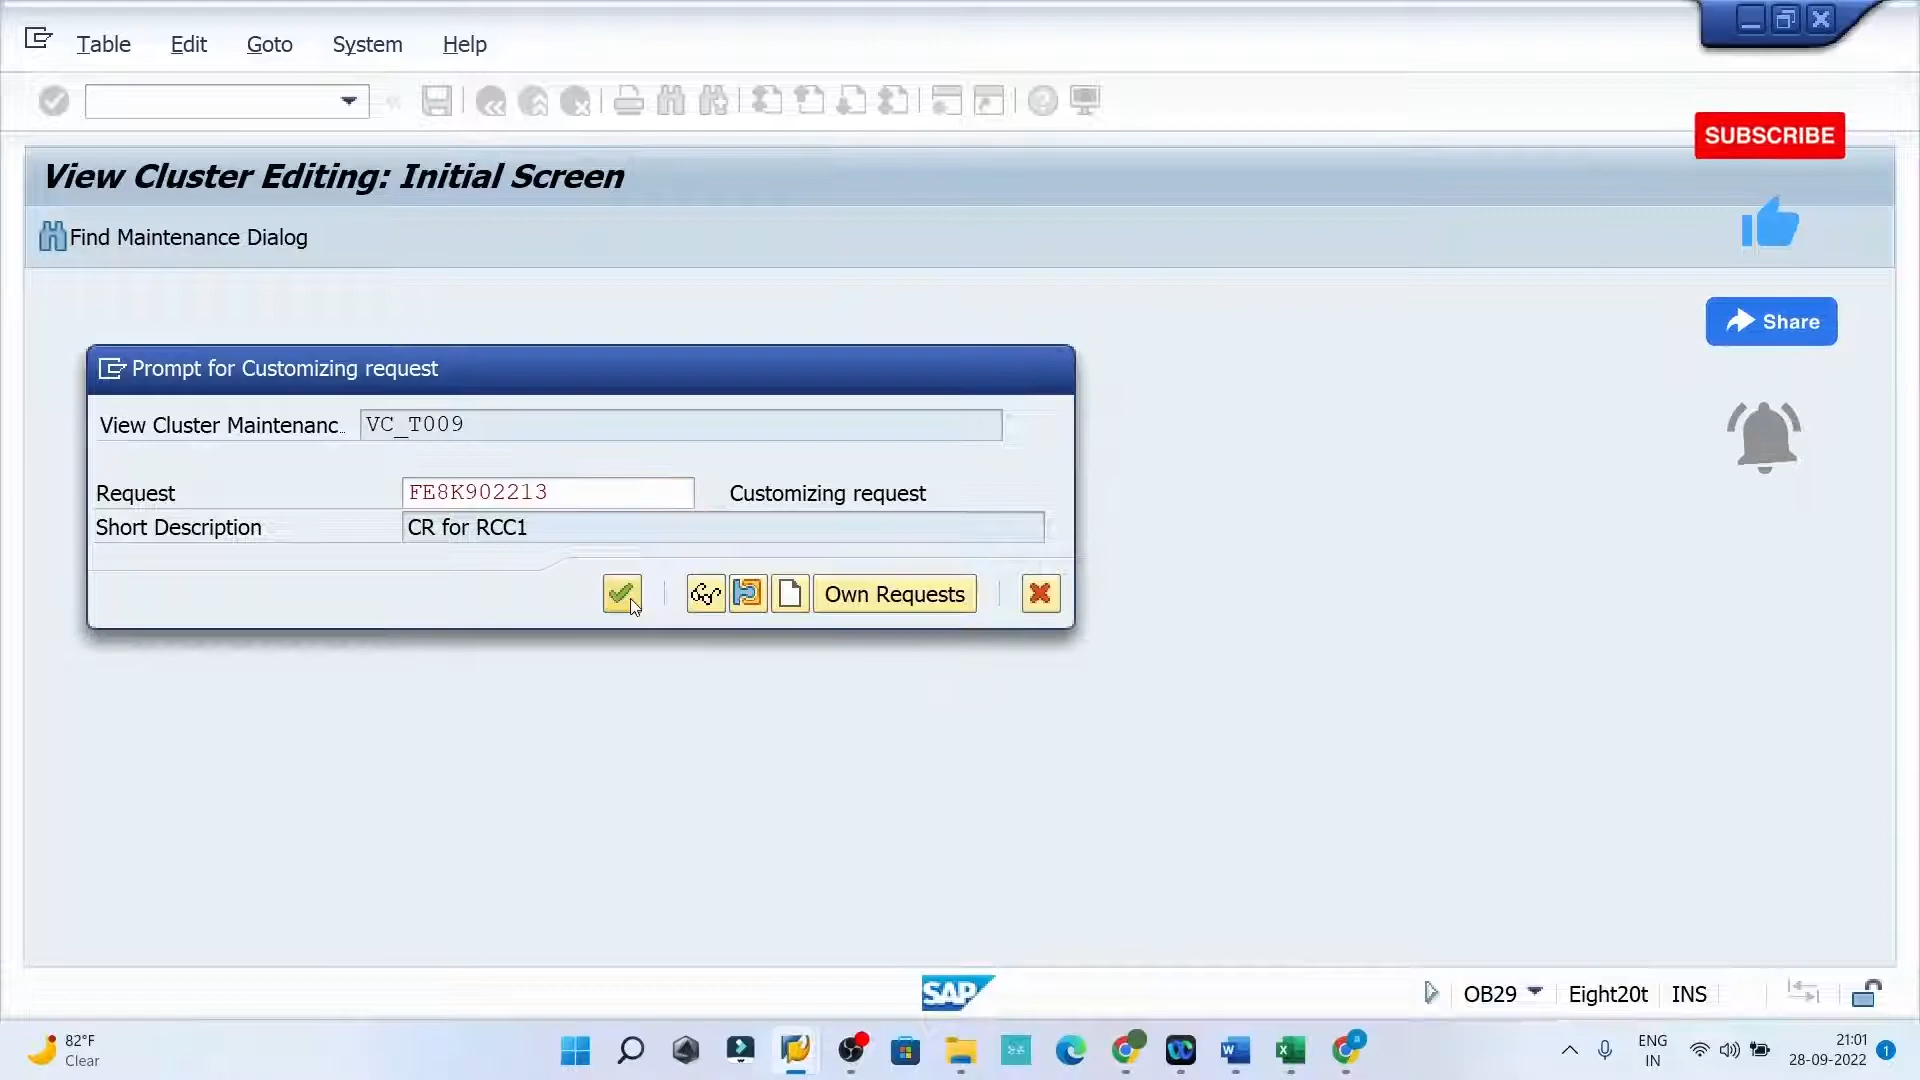 Table Edit Goto System Help
SUBSCRIBE
View Cluster Editing: Initial Screen
Find Maintenance Dialog
Share
Prompt for Customizing request
View Cluster Maintenanc.. VC_T009
Request FE8K902213 Customizing request
Short Description CR for RCC1
Own Requests
SAP
OB29 Eight20t INS
82°F
Clear
ENG
IN
21:01
28-09-2022
1